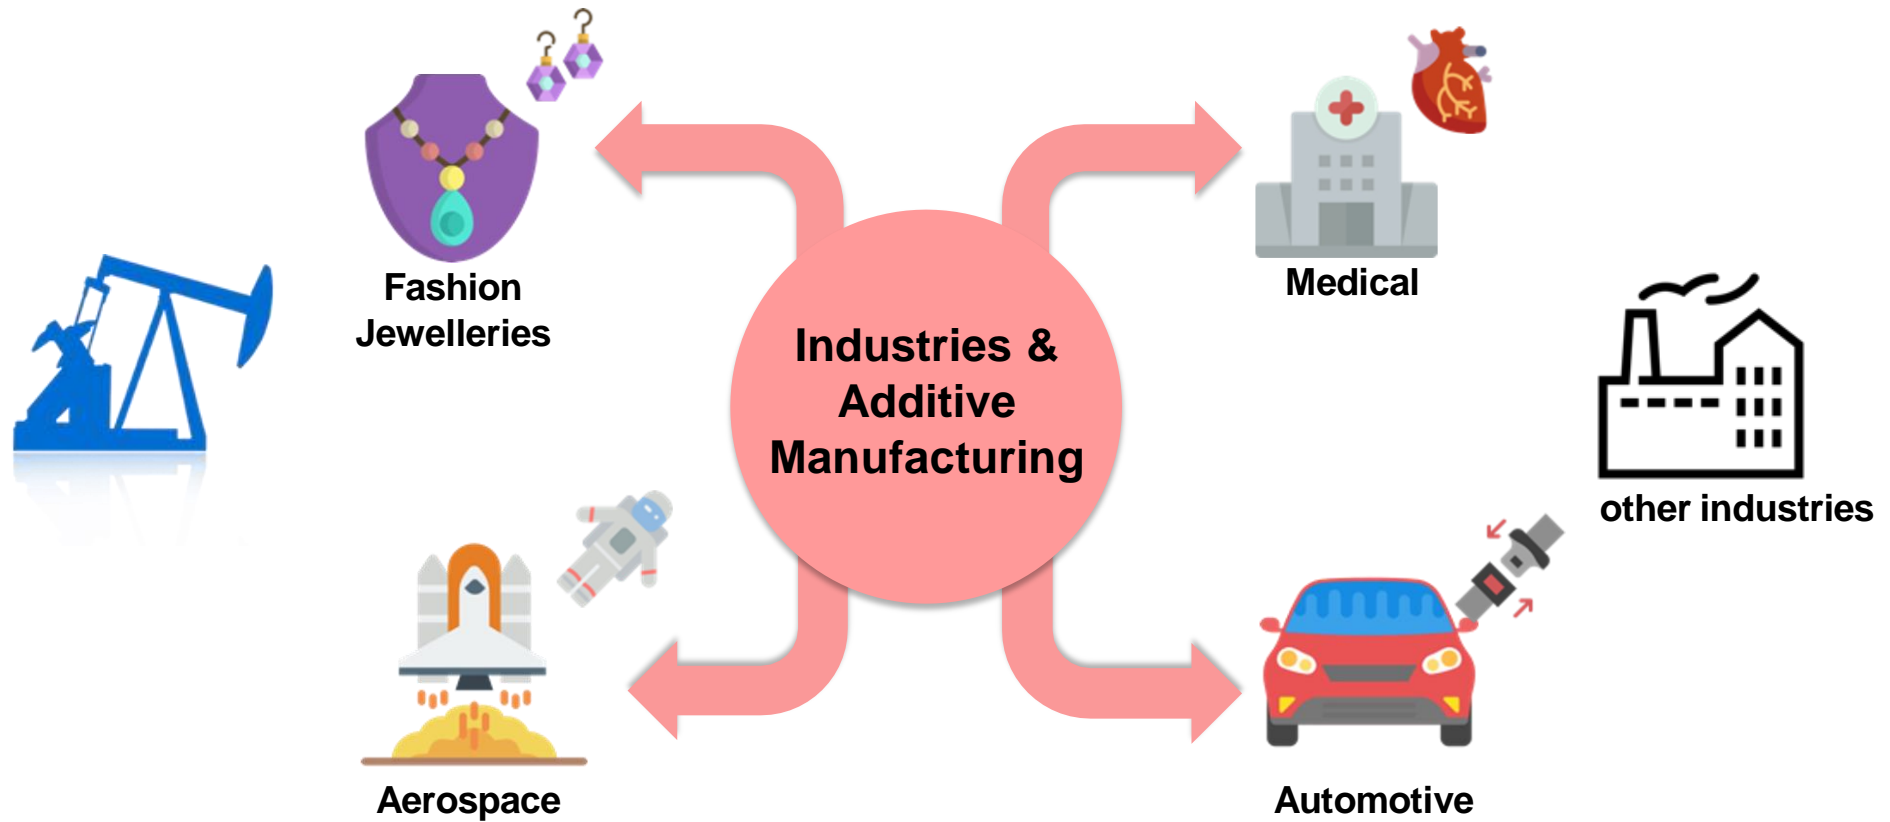 Fashion
Jewelleries
Medical
Industries &
Additive
Manufacturing
other industries
Aerospace
Automotive